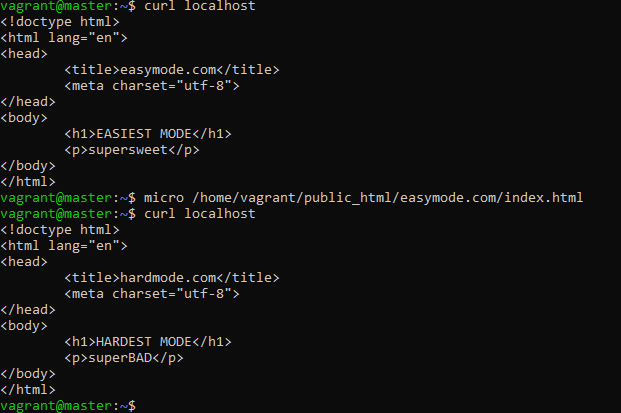 vagrant@master:~$ curl localhost
<!doctype html>
<html lang="en">
<head>
        <title>easymode.com</title>
        <meta charset="utf-8">
</head>
<body>
        <h1>EASIEST MODE</h1>
        <p>supersweet</p>
</body>
</html>
vagrant@master:~$ micro /home/vagrant/public_html/easymode.com/index.html
vagrant@master:~$ curl localhost
<!doctype html>
<html lang="en">
<head>
        <title>hardmode.com</title>
        <meta charset="utf-8">
</head>
<body>
        <h1>HARDEST MODE</h1>
        <p>superBAD</p>
</body>
</html>
vagrant@master:~$